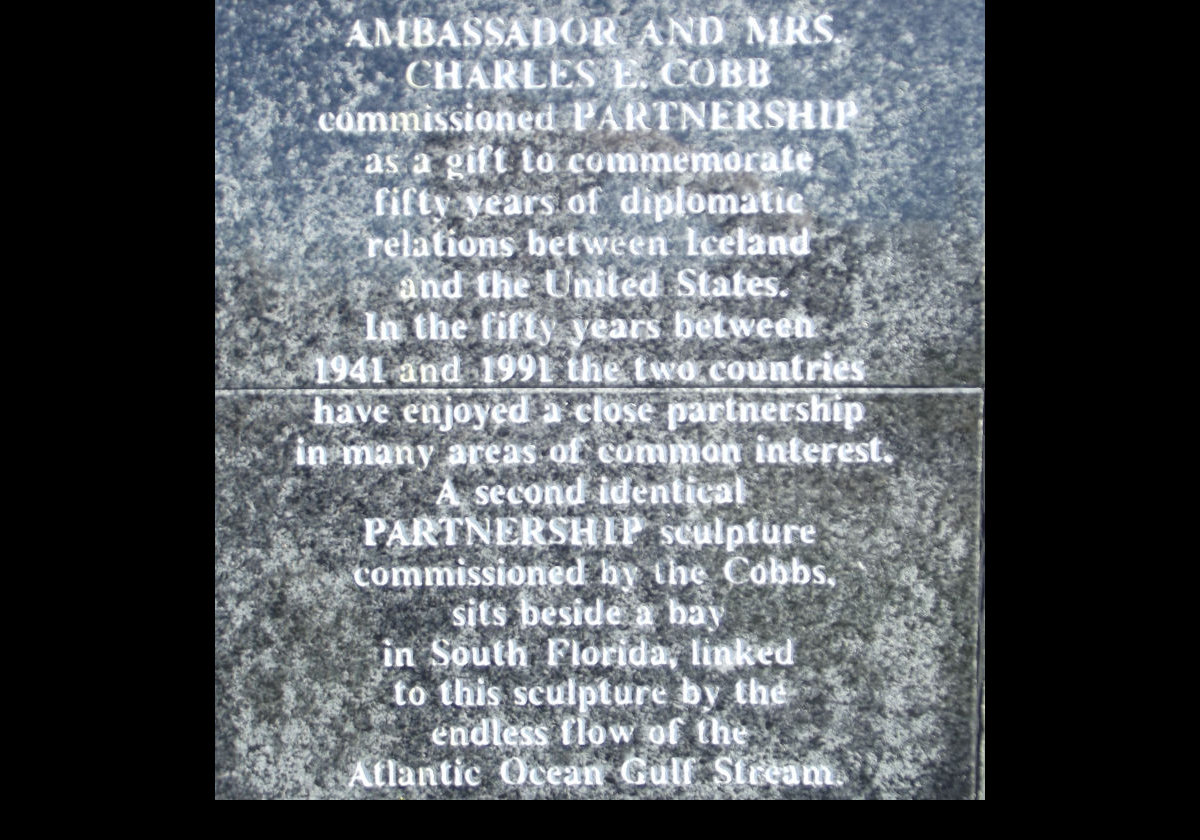 AMBASSADOR AND MRS.
CHARLES E. COBB
commissioned PARTNERSHIP
as a gift to commemorate
fifty years of diplomatic
relations between Iceland
and the United States.
In the fifty years between
1941 and 1991 the two countries
have enjoyed a close partnership
in many areas of common interest.
A second identical
PARTNERSHIP sculpture
commissioned by the Cobbs,
sits beside a bay
in South Florida, linked
to this sculpture by the
endless flow of the
Atlantic Ocean Gulf Stream.